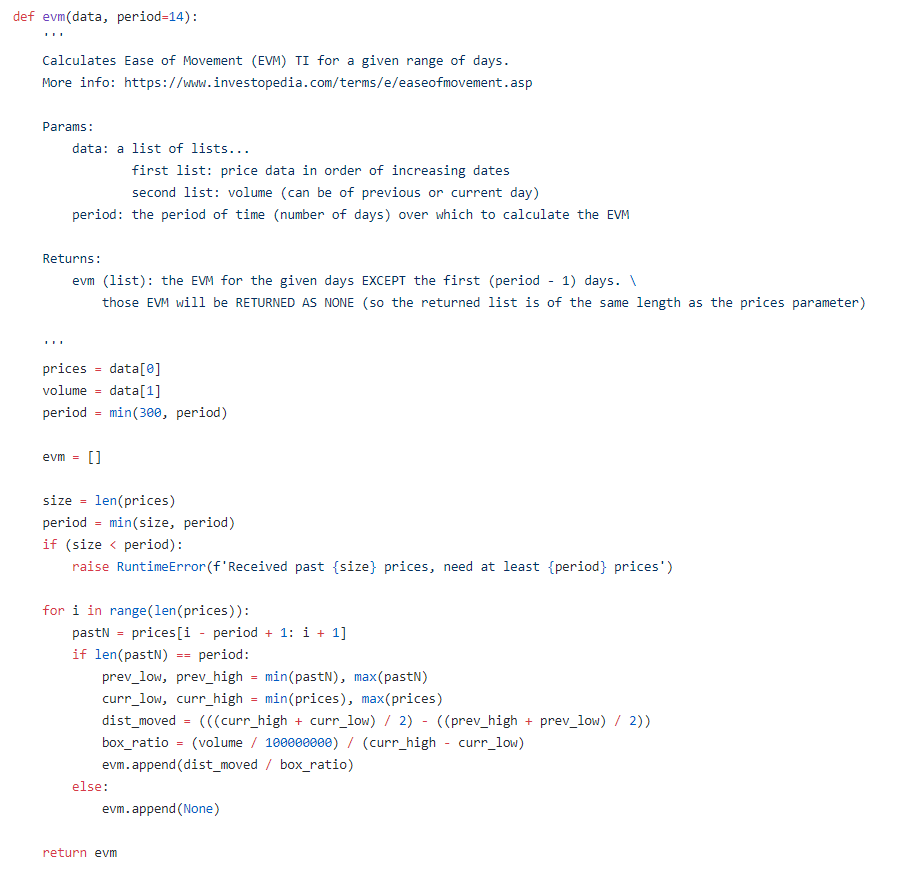 def evm(data, period=14):
    '''
    Calculates Ease of Movement (EVM) TI for a given range of days.
    More info: https://www.investopedia.com/terms/e/easeofmovement.asp

    Params:
        data: a list of lists...
                first list: price data in order of increasing dates
                second list: volume (can be of previous or current day)
        period: the period of time (number of days) over which to calculate the EVM

    Returns:
        evm (list): the EVM for the given days EXCEPT the first (period - 1) days. \
            those EVM will be RETURNED AS NONE (so the returned list is of the same length as the prices parameter)

    '''
    prices = data[0]
    volume = data[1]
    period = min(300, period)

    evm = []

    size = len(prices)
    period = min(size, period)
    if (size < period):
        raise RuntimeError(f'Received past {size} prices, need at least {period} prices')

    for i in range(len(prices)):
        pastN = prices[i - period + 1: i + 1]
        if len(pastN) == period:
            prev_low, prev_high = min(pastN), max(pastN)
            curr_low, curr_high = min(prices), max(prices)
            dist_moved = (((curr_high + curr_low) / 2) - ((prev_high + prev_low) / 2))
            box_ratio = (volume / 100000000) / (curr_high - curr_low)
            evm.append(dist_moved / box_ratio)
        else:
            evm.append(None)

    return evm